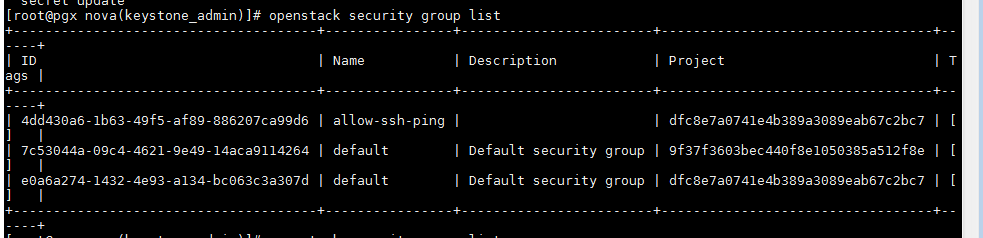 secret update
[root@pgx nova(keystone_admin)]# openstack security group list
+--------------------------------------+----------------+------------------------+----------------------------------+--
----+
| ID                                   | Name           | Description            | Project                          | T
ags |
+--------------------------------------+----------------+------------------------+----------------------------------+--
----+
| 4dd430a6-1b63-49f5-af89-886207ca99d6 | allow-ssh-ping |                        | dfc8e7a0741e4b389a3089eab67c2bc7 | [
]   |
| 7c53044a-09c4-4621-9e49-14aca9114264 | default        | Default security group | 9f37f3603bec440f8e1050385a512f8e | [
]   |
| e0a6a274-1432-4e93-a134-bc063c3a307d | default        | Default security group | dfc8e7a0741e4b389a3089eab67c2bc7 | [
]   |
+--------------------------------------+----------------+------------------------+----------------------------------+--
----+